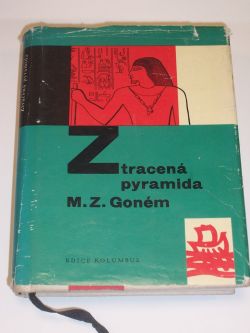 Ztracená
pyramida
M. Z. Goném
EDICE KOLUMBUS